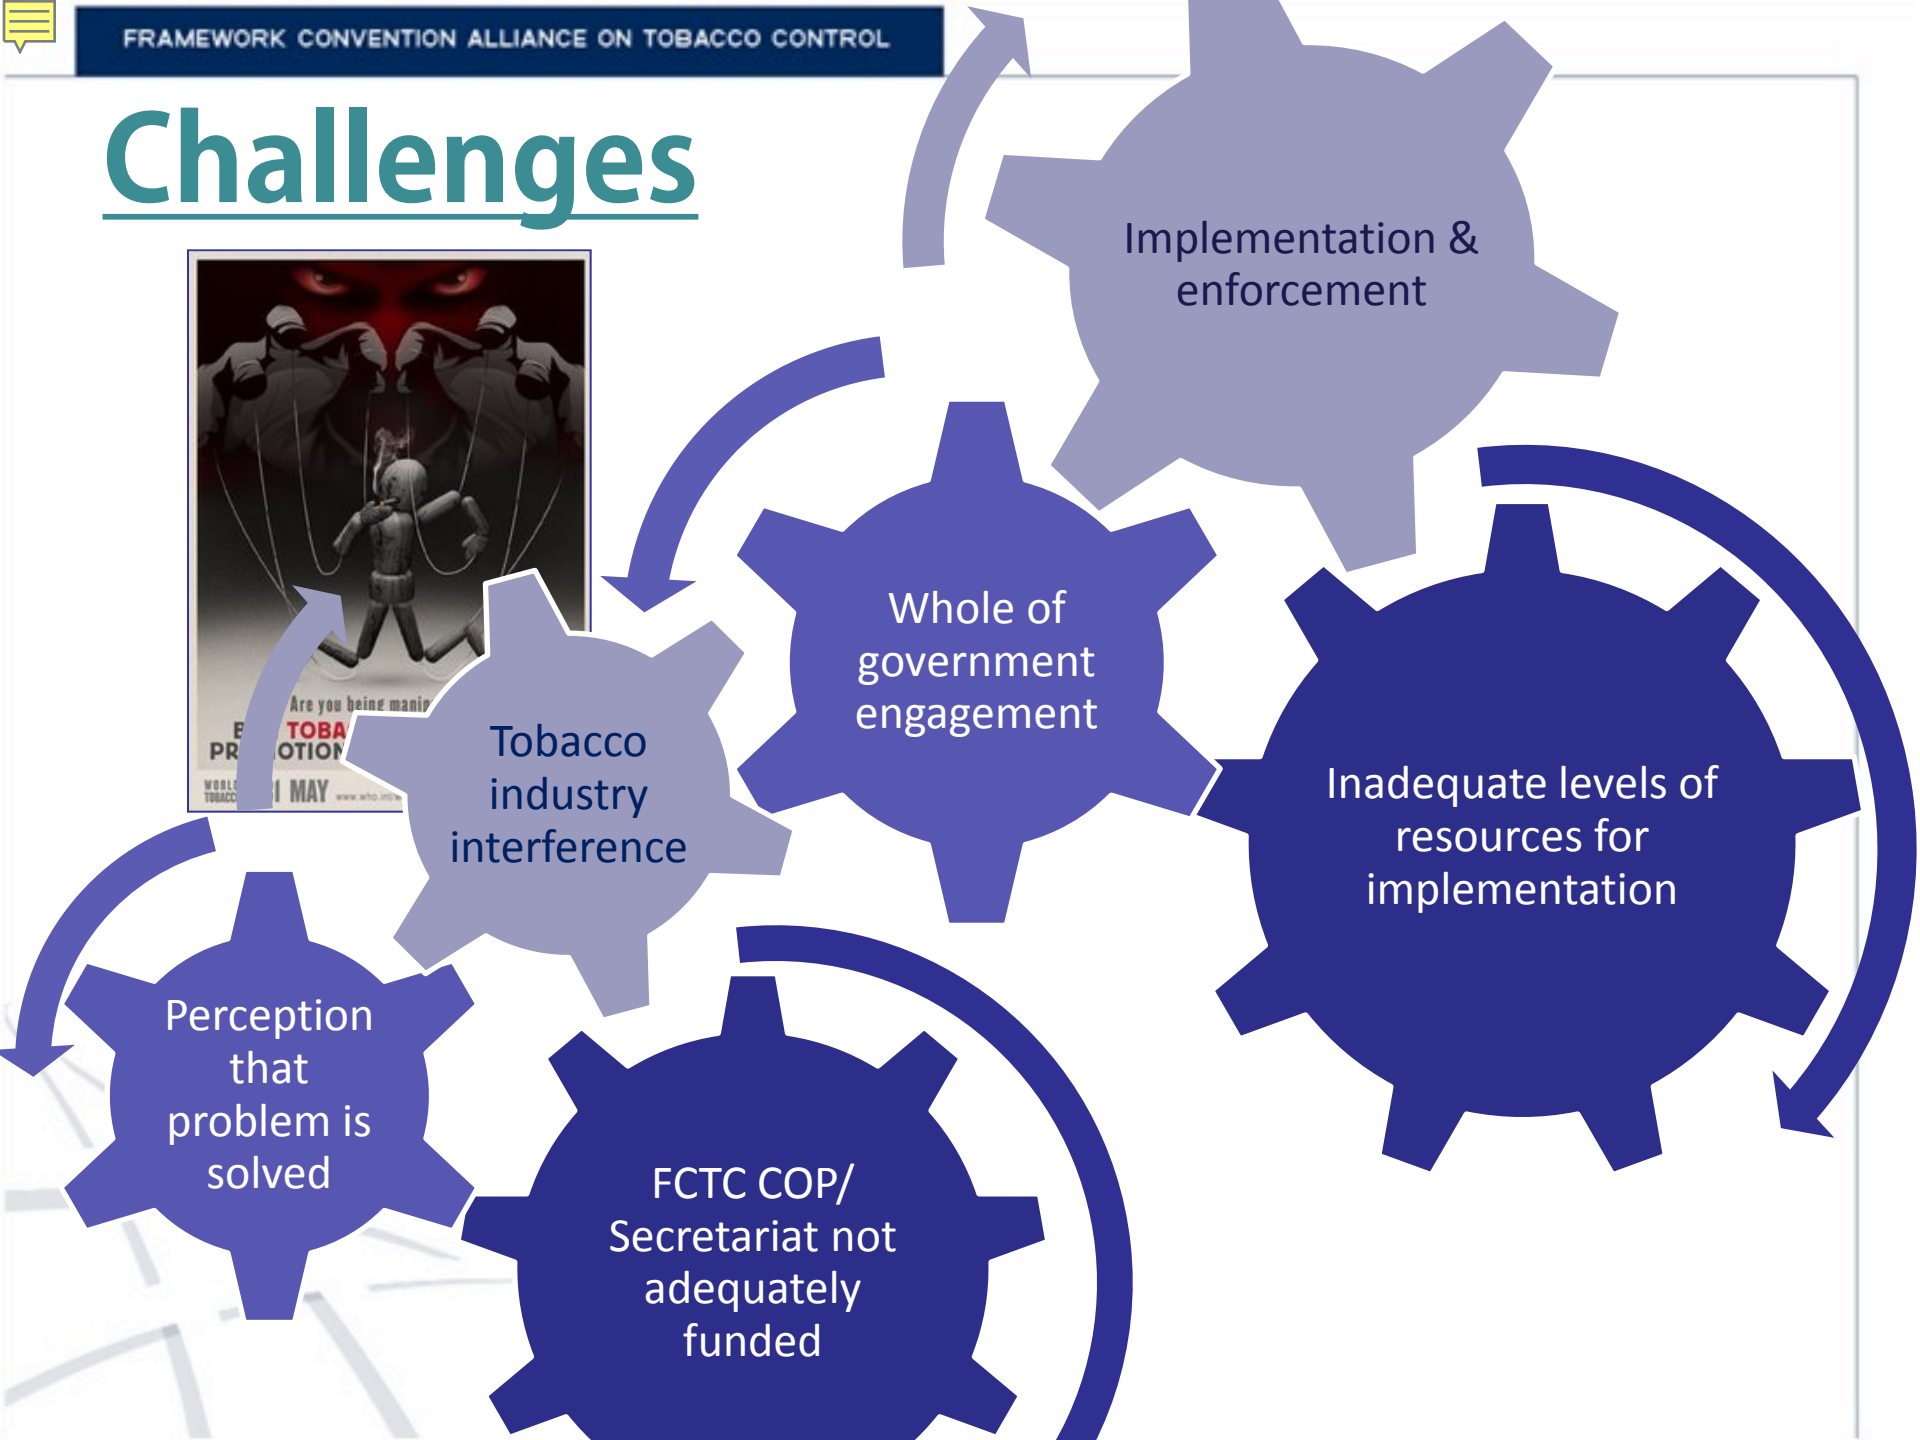 FRAMEWORK CONVENTION ALLIANCE ON TOBACCO CONTROL
Challenges
Implementation &
enforcement
Whole of
government
engagement
Inadequate levels of
resources for
implementation
Are you being
TOBA
OTION
MAY
Tobacco
industry
interference
Perception
that
problem is
solved
FCTC COP/
Secretariat not
adequately
funded